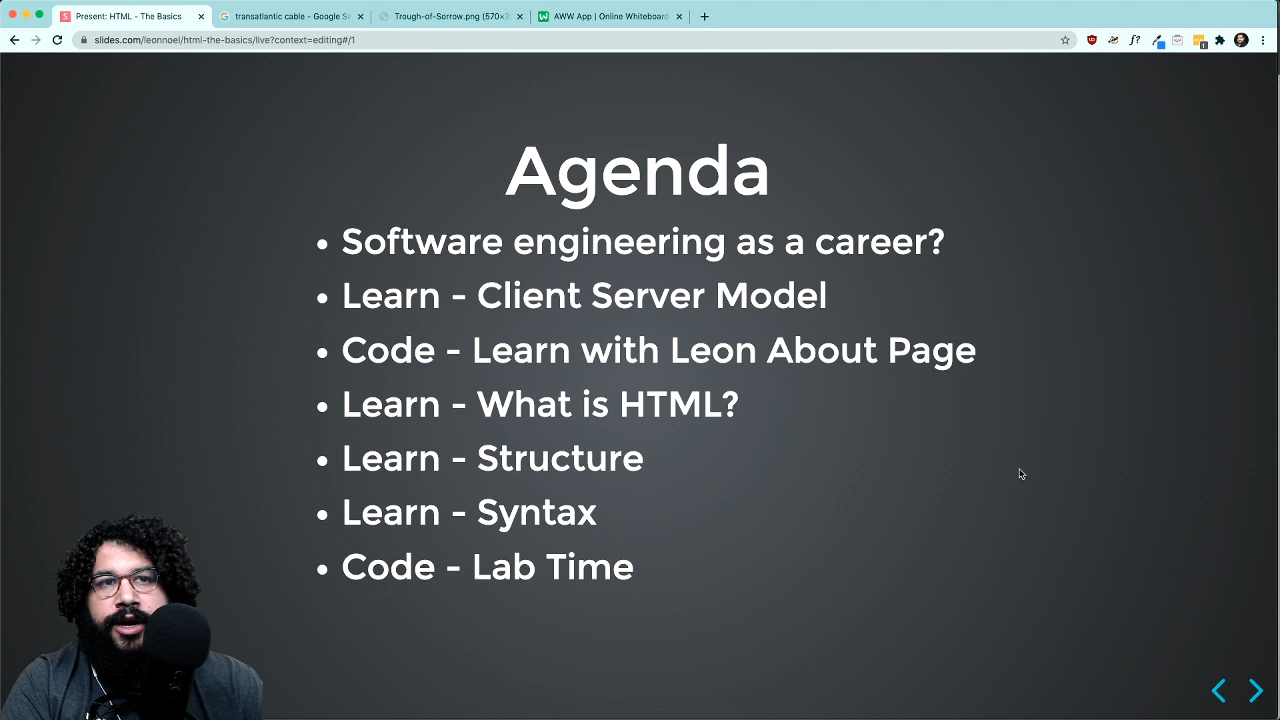 Present: HTML - The Basics
transatlantic cable - Google Se
Trough-of-Sorrow.png (570×3
AWW App | Online Whiteboard
slides.com/leonnoel/html-the-basics/live?context=editing#/1
Agenda
• Software engineering as a career?
• Learn - Client Server Model
• Code - Learn with Leon About Page
• Learn - What is HTML?
• Learn - Structure
• Learn - Syntax
• Code - Lab Time